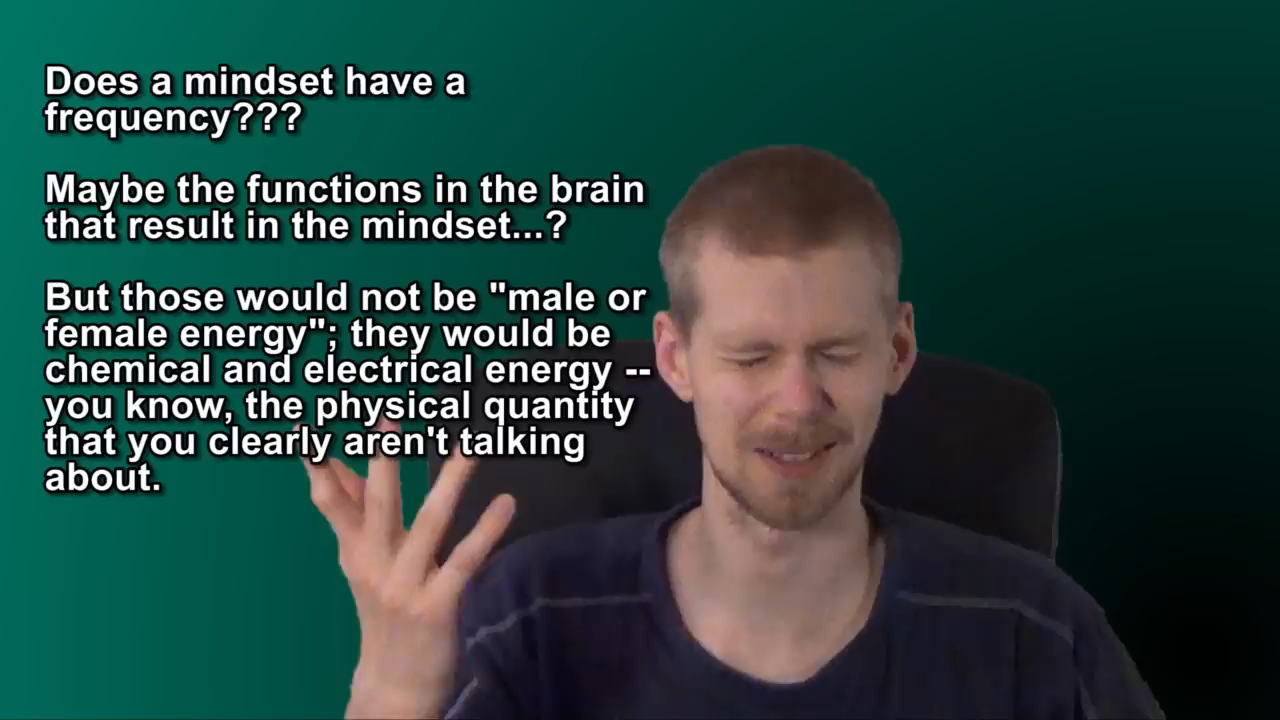 Does a mindset have a
frequency???
Maybe the functions in the brain
that result in the mindset...?
But those would not be "male or
female energy"; they would be
chemical and electrical energy --
you know, the physical quantity
that you clearly aren't talking
about.